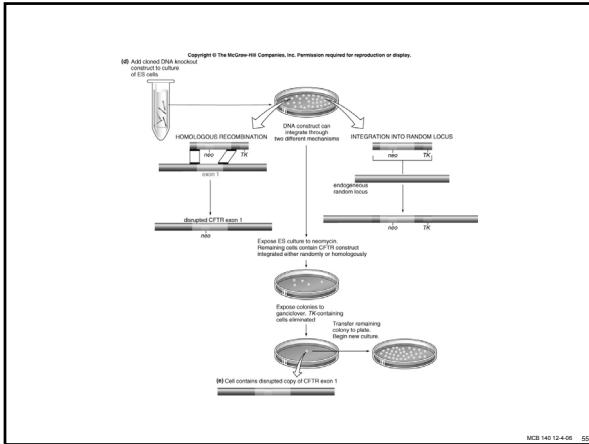 Copyright © The McGraw-Hill Companies, Inc. Permission required for reproduction or display.
(d) Add cloned DNA knockout
construct to culture
of ES cells
DNA construct can
integrate through
two different mechanisms
HOMOLOGOUS RECOMBINATION
neo
TK
exon 1
disrupted CFTR exon 1
neo
INTEGRATION INTO RANDOM LOCUS
neo
TK
endogeneous
random locus
neo
TK
Expose ES culture to neomycin.
Remaining cells contain CFTR construct
integrated either randomly or homologously
Expose colonies to
ganciclover. TK-containing
cells eliminated
Transfer remaining
colony to plate.
Begin new culture.
(e) Cell contains disrupted copy of CFTR exon 1
MCB 140 12-4-06 55